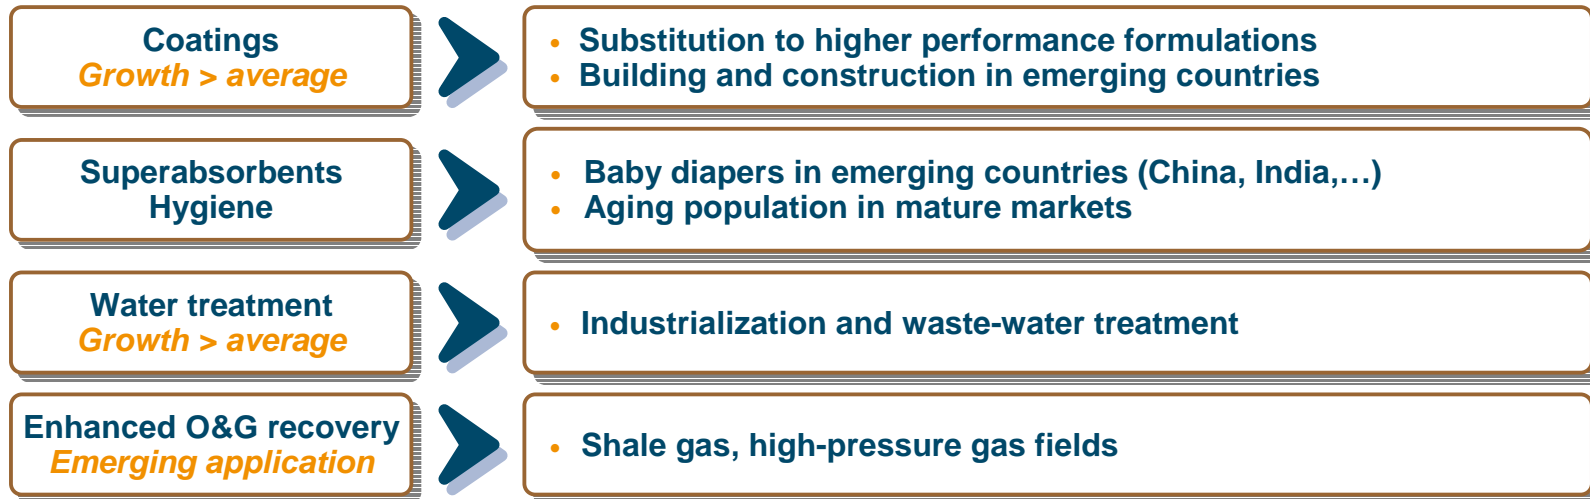 Coatings
Growth > average
• Substitution to higher performance formulations
• Building and construction in emerging countries
Superabsorbents
Hygiene
• Baby diapers in emerging countries (China, India,…)
• Aging population in mature markets
Water treatment
Growth > average
• Industrialization and waste-water treatment
Enhanced O&G recovery
Emerging application
• Shale gas, high-pressure gas fields